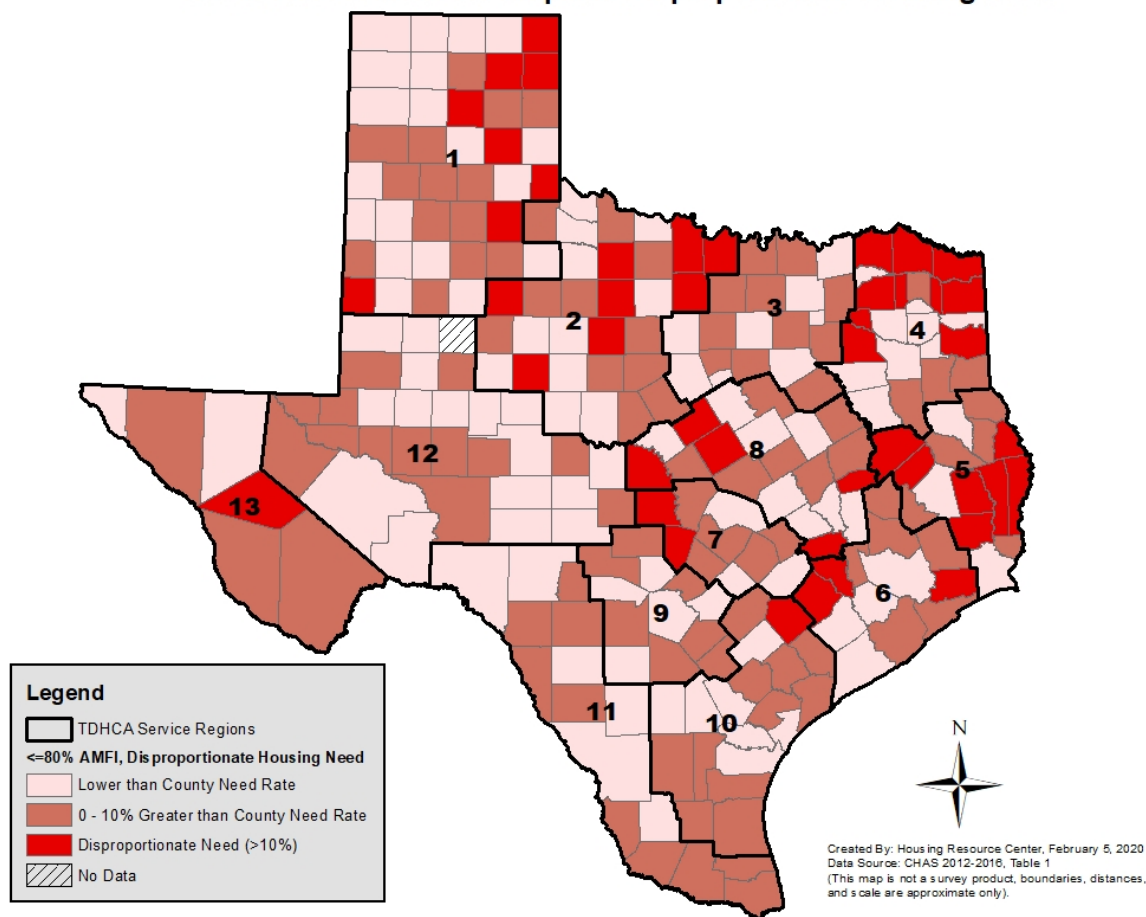 1
2
3
4
12
8
5
13
7
6
9
11
10
Legend
TDHCA Service Regions
<=80% AMFI, Disproportionate Housing Need
Lower than County Need Rate
0 - 10% Greater than County Need Rate
Disproportionate Need (>10%)
No Data
N
Created By: Housing Resource Center, February 5, 2020
Data Source: CHAS 2012-2016, Table 1
(This map is not a survey product, boundaries, distances,
and scale are approximate only).